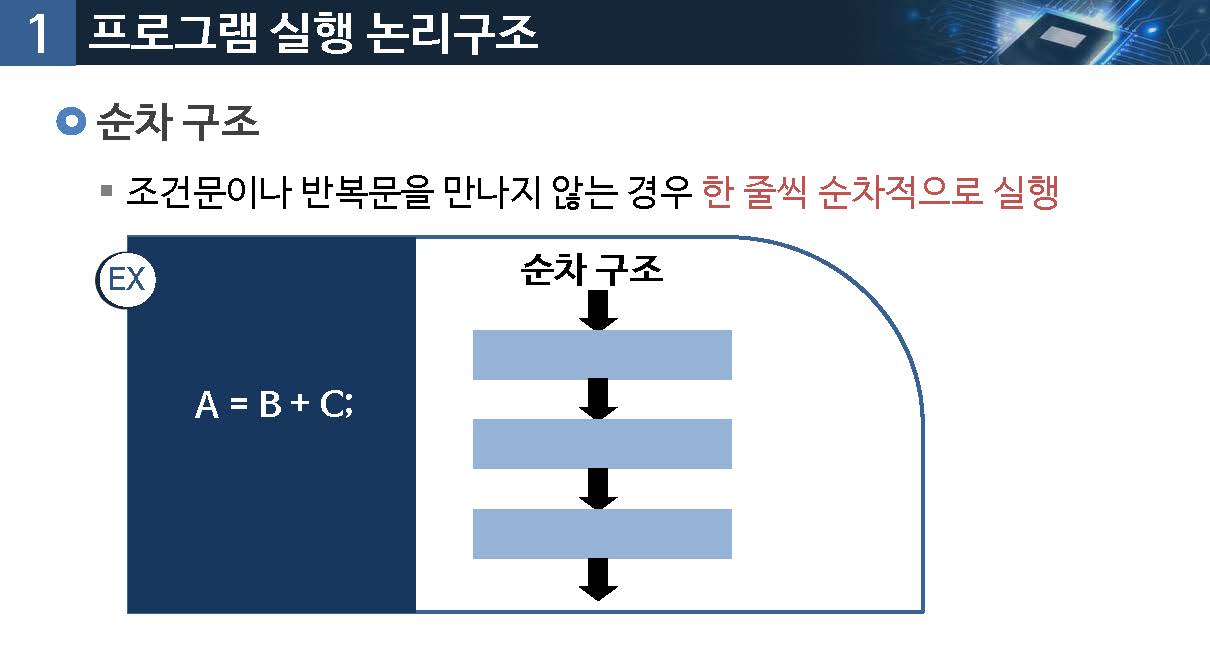 1 프로그램 실행 논리구조
순차 구조
조건문이나 반복문을 만나지 않는 경우 한 줄씩 순차적으로 실행
EX
순차 구조
A = B + C;